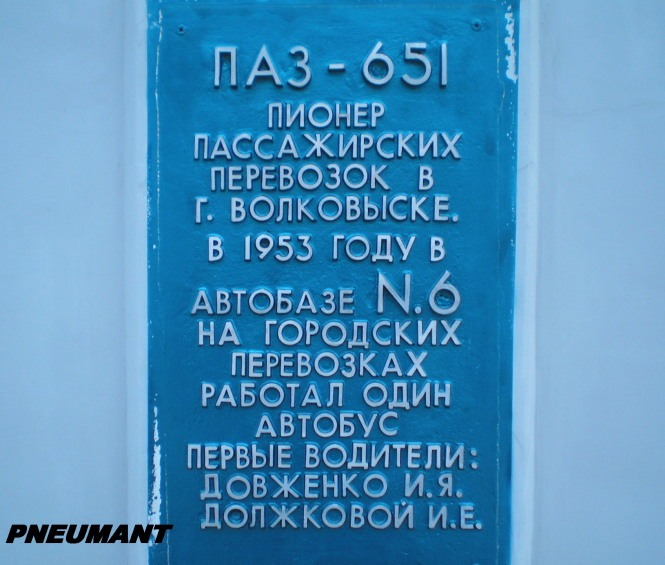 ПАЗ - 651
ПИОНЕР
ПАССАЖИРСКИХ
ПЕРЕВОЗОК В
Г. ВОЛКОВЫСКЕ.
В 1953 ГОДУ В
АВТОБАЗЕ N.6
НА ГОРОДСКИХ
ПЕРЕВОЗКАХ
РАБОТАЛ ОДИН
АВТОБУС
ПЕРВЫЕ ВОДИТЕЛИ:
ДОВЖЕНКО И.Я.
ДОЛЖКОВОЙ И.Е.
PNEUMANT